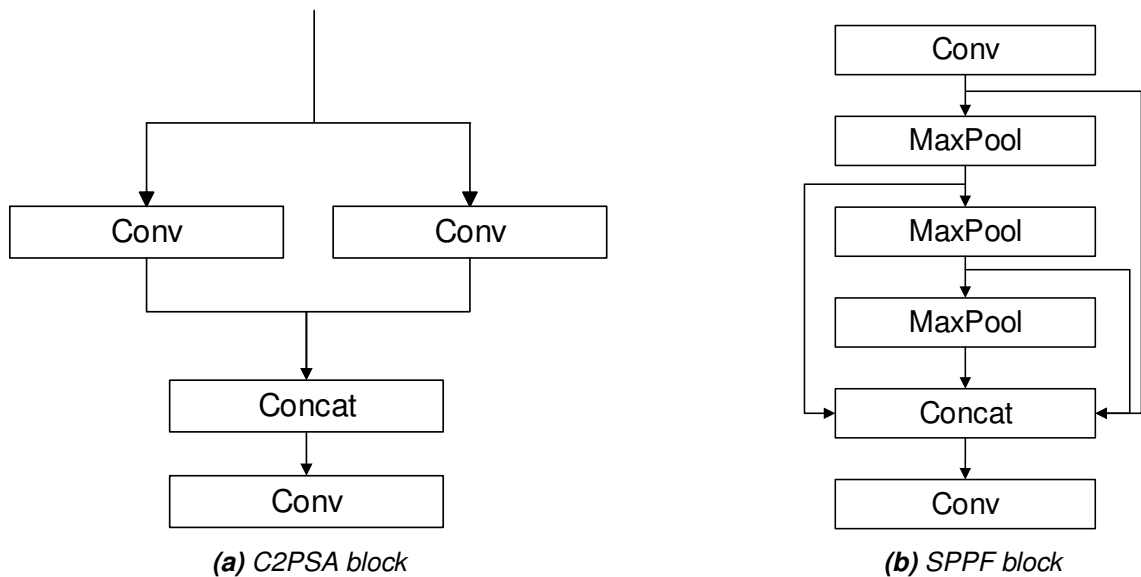 Conv
Conv
Concat
Conv
(a) C2PSA block
Conv
MaxPool
MaxPool
MaxPool
Concat
Conv
(b) SPPF block